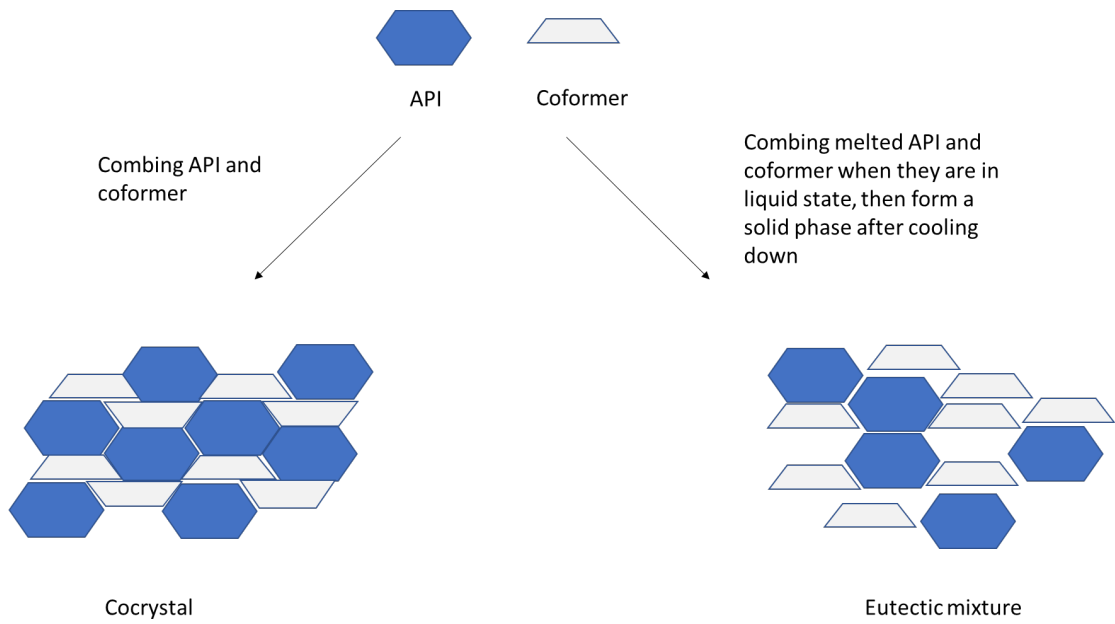 API
Coformer
Combing API and
coformer
Combing melted API and
coformer when they are in
liquid state, then form a
solid phase after cooling
down
Cocrystal
Eutectic mixture